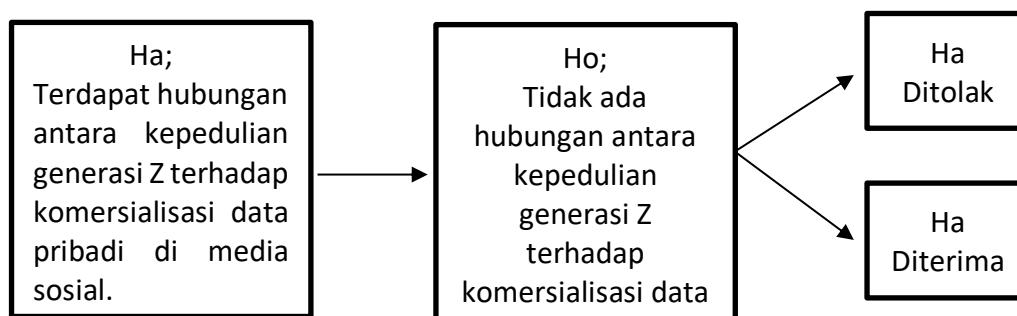 Ha;
Terdapat hubungan
antara kepedulian
generasi Z terhadap
komersialisasi data
pribadi di media
sosial.
Ho;
Tidak ada
hubungan antara
kepedulian
generasi Z
terhadap
komersialisasi data
Ha
Ditolak
Ha
Diterima